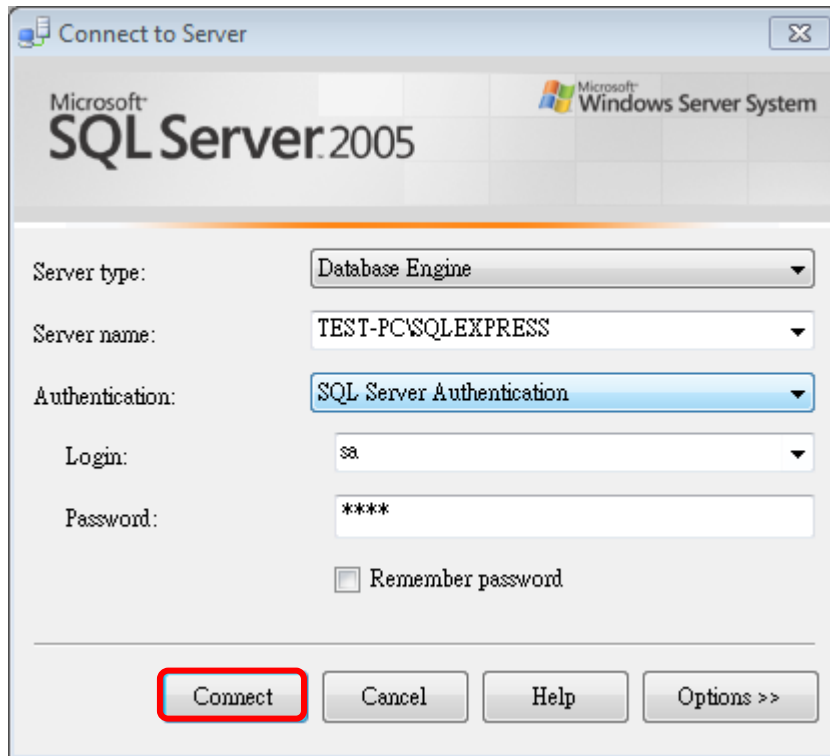 Connect to Server
Microsoft
SQL Server 2005
Microsoft
Windows Server System
Server type: Database Engine
Server name: TEST-PC\SQLEXPRESS
Authentication: SQL Server Authentication
Login: sa
Password: ****
Remember password
Connect Cancel Help Options >>